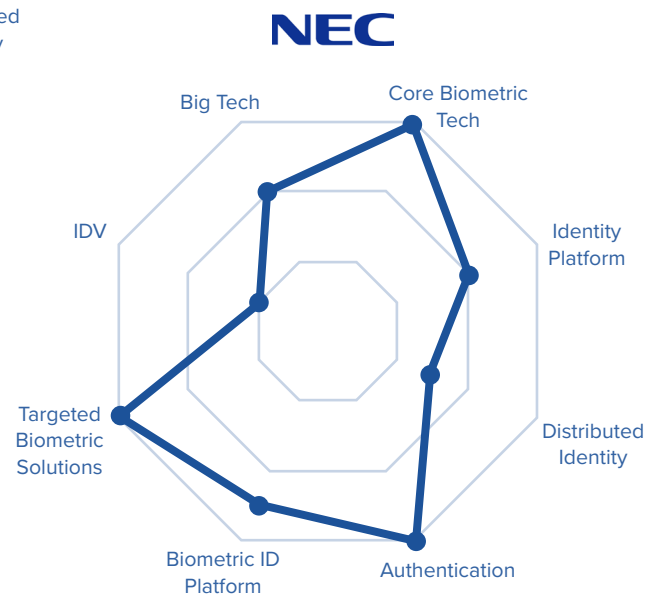 NEC
Big Tech
Core Biometric
Tech
IDV
Identity
Platform
Targeted
Biometric
Solutions
Distributed
Identity
Biometric ID
Platform
Authentication